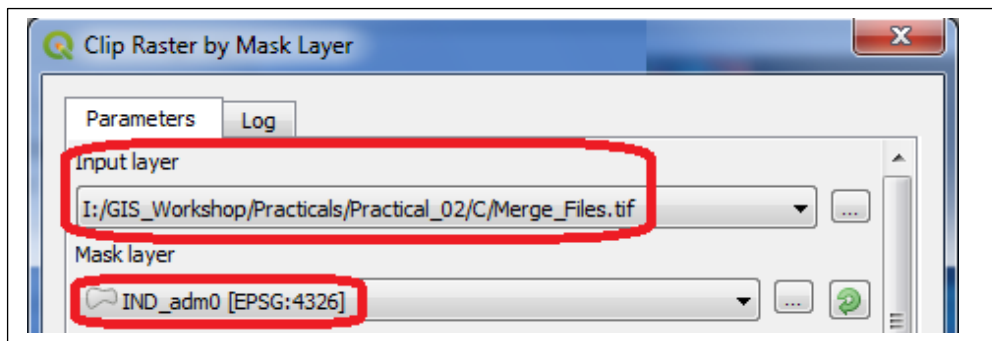 Clip Raster by Mask Layer
Parameters Log
Input layer
I:/GIS_Workshop/Practicals/Practical_02/C/Merge_Files.tif
...
Mask layer
IND_adm0 [EPSG:4326]
...